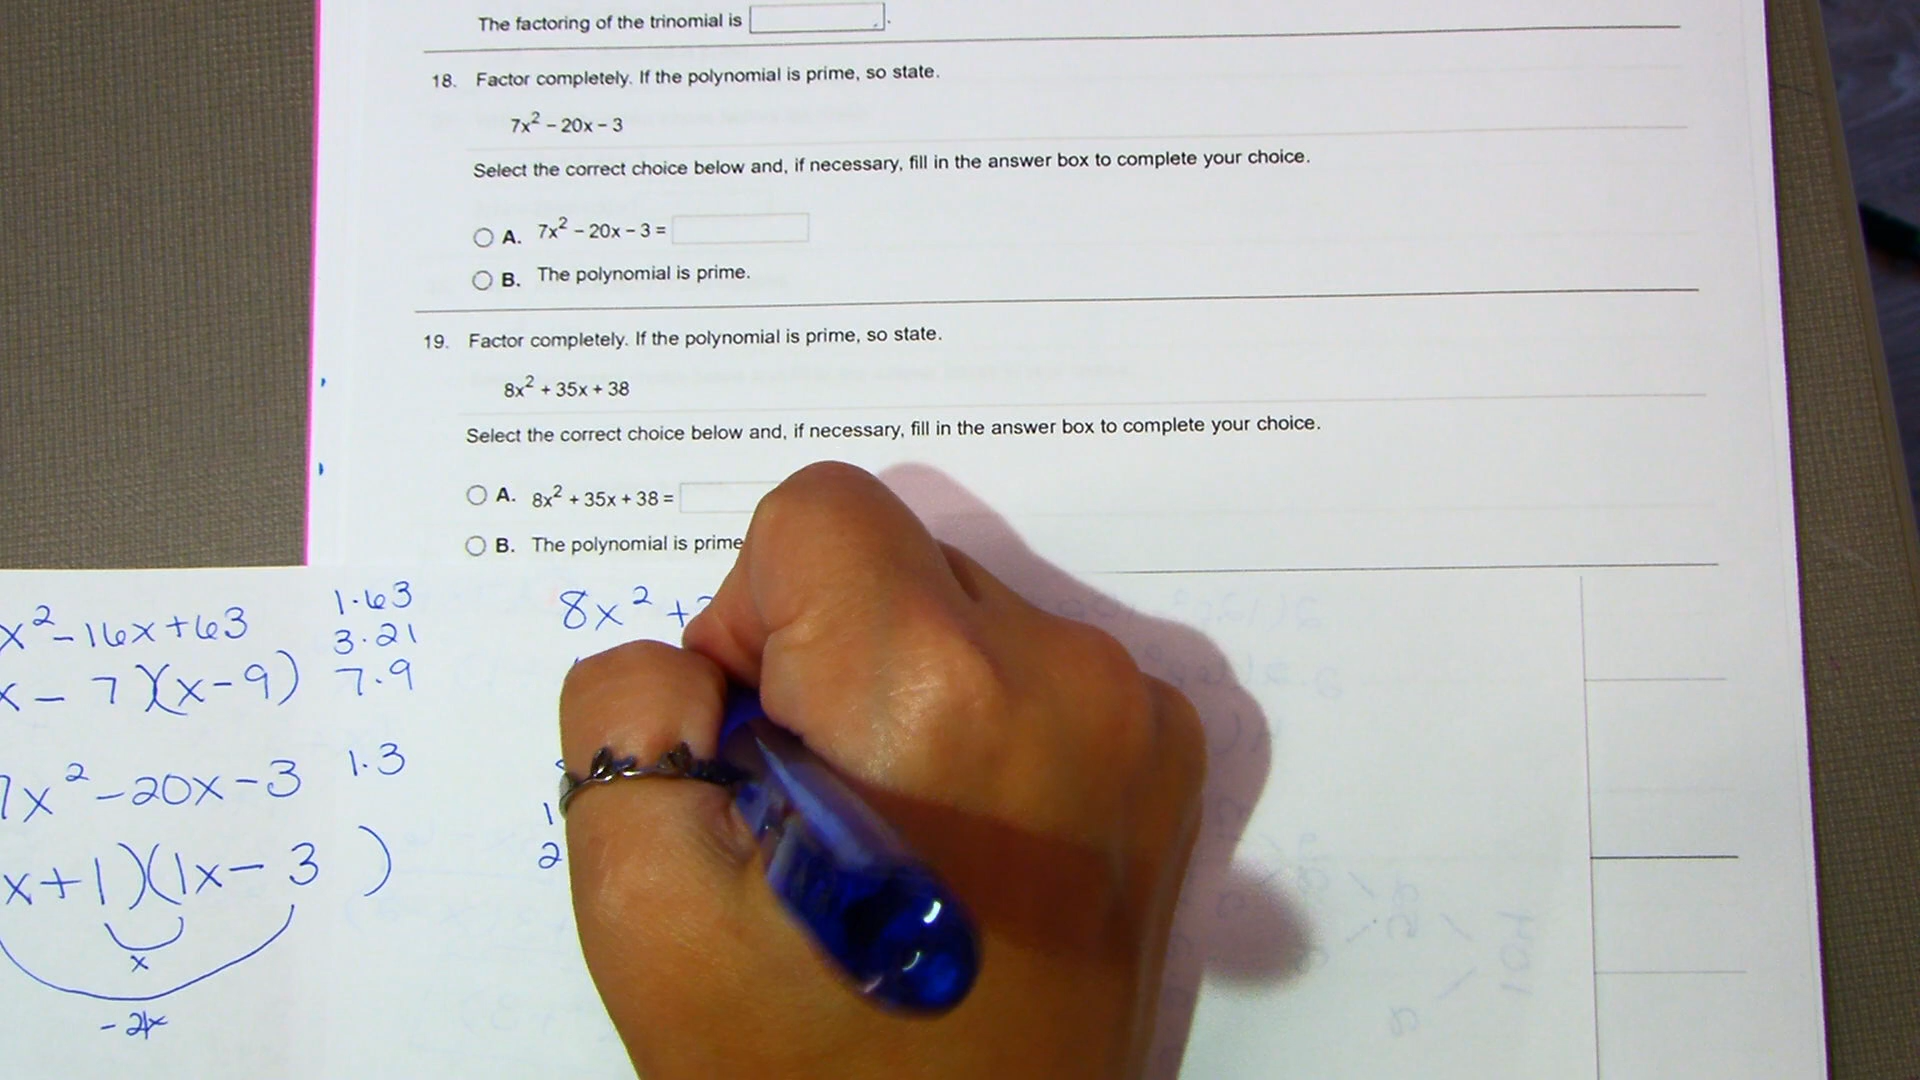 The factoring of the trinomial is .
18. Factor completely. If the polynomial is prime, so state.
7x² − 20x − 3
Select the correct choice below and, if necessary, fill in the answer box to complete your choice.
A. 7x² − 20x − 3 =
B. The polynomial is prime.
19. Factor completely. If the polynomial is prime, so state.
8x² + 35x + 38
Select the correct choice below and, if necessary, fill in the answer box to complete your choice.
A. 8x² + 35x + 38 =
B. The polynomial is prime
x²−16x+63
1·63
3·21
x − 7)(x−9)
7·9
7x²−20x−3
1·3
x+1)(1x−3 )
x
8x² +
1
2